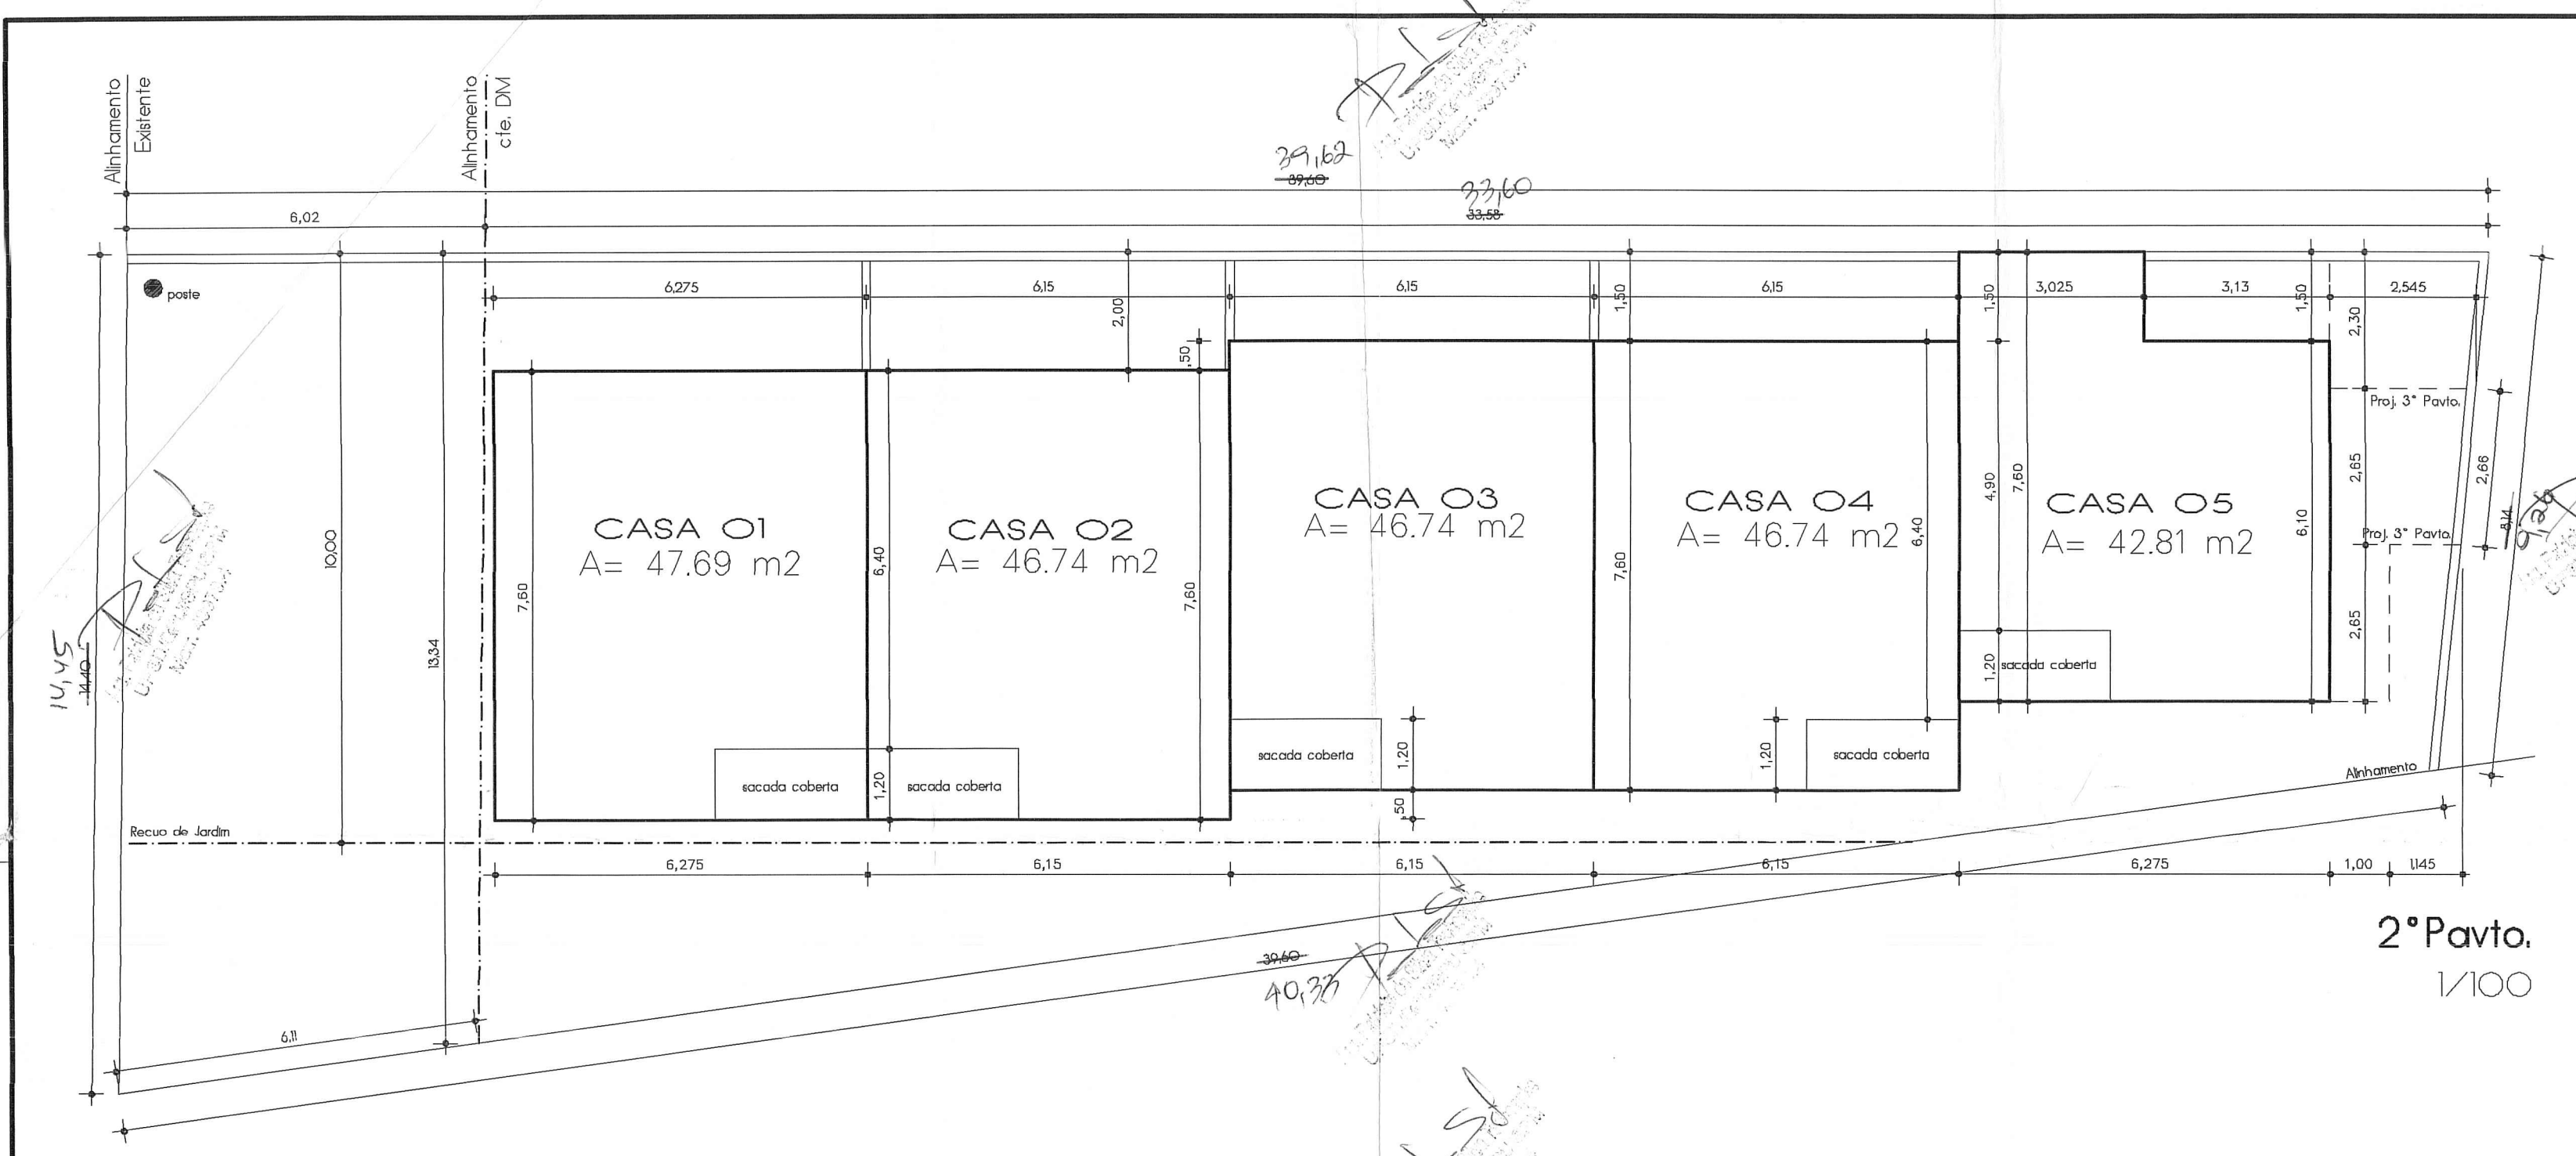 Alinhamento
Existente
Alinhamento
cfe. DM
39,62
39,60
33,60
33,58
6,02
poste
6,275
6,15
6,15
6,15
3,025
3,13
2,545
2,00
,50
1,50
1,50
1,50
2,30
Proj. 3° Pavto.
CASA 01
A= 47.69 m2
CASA 02
A= 46.74 m2
CASA 03
A= 46.74 m2
CASA 04
A= 46.74 m2
CASA 05
A= 42.81 m2
10,00
13,34
7,60
6,40
7,60
7,60
6,40
4,90
7,60
6,10
2,65
2,66
Proj. 3° Pavto.
2,65
14,45
14,40
sacada coberta
1,20
sacada coberta
sacada coberta
1,20
1,20
sacada coberta
1,20
sacada coberta
,50
Recuo de Jardim
Alinhamento
6,275
6,15
6,15
6,15
6,275
1,00
1,145
2° Pavto.
1/100
39,60
40,33
6,11